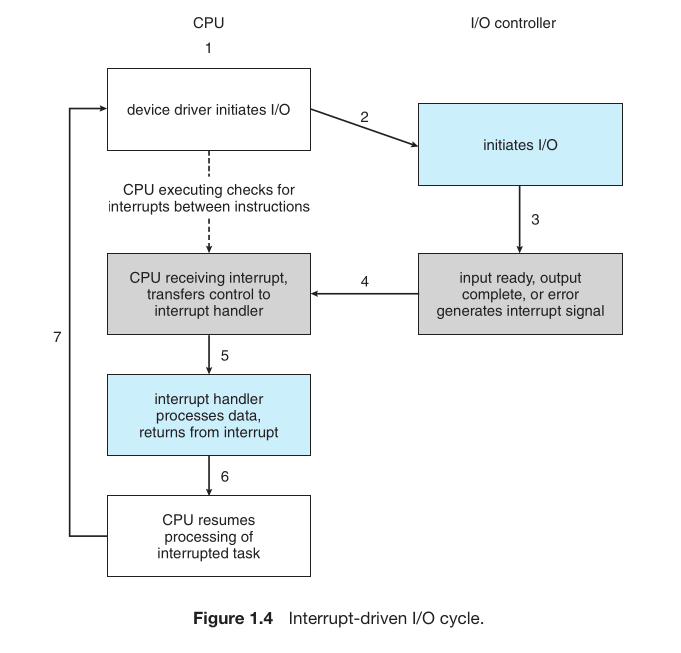 CPU
I/O controller
1
device driver initiates I/O
2
initiates I/O
CPU executing checks for
interrupts between instructions
3
CPU receiving interrupt,
transfers control to
interrupt handler
4
input ready, output
complete, or error
generates interrupt signal
7
5
interrupt handler
processes data,
returns from interrupt
6
CPU resumes
processing of
interrupted task
Figure 1.4 Interrupt-driven I/O cycle.